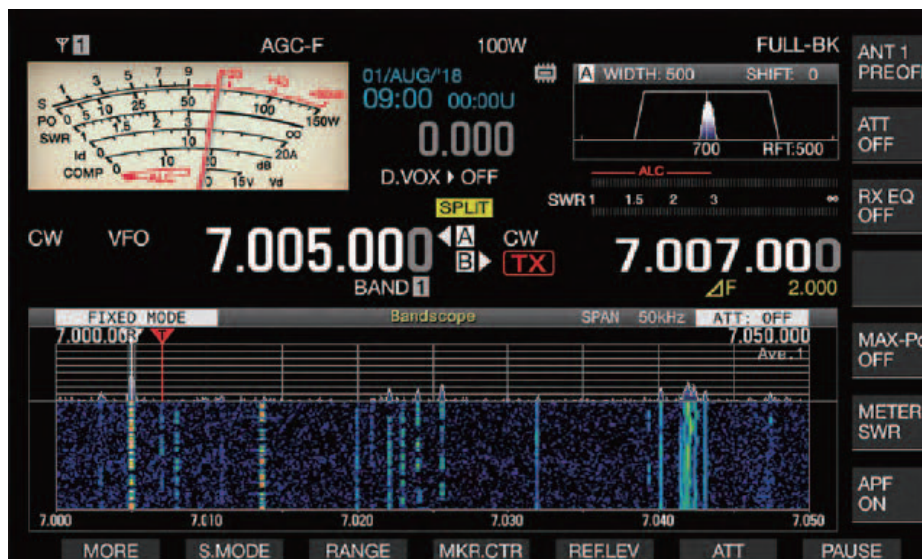 1 AGC-F 100W FULL-BK
ANT 1
PREOF
S 1 3 5 7 9 +20 +40 +60dB
PO 0 5 10 25 50 100 150W
SWR 1 1.5 2 3 ∞
Id 0 10 20A
COMP 0 10 20 dB
ALC 0 15V Vd
01/AUG/'18
09:00 00:00U
0.000
D.VOX OFF
A WIDTH: 500 SHIFT: 0
700 RFT:500
ATT
OFF
ALC
SWR 1 1.5 2 3 ∞
RX EQ
OFF
SPLIT
CW VFO 7.005.000 A CW 7.007.000
B TX
BAND 1 ⊿F 2.000
FIXED MODE Bandscope SPAN 50kHz ATT: OFF
7.000.00 R T 7.050.000
Ave.1
MAX-Po
OFF
METER
SWR
APF
ON
7.000 7.010 7.020 7.030 7.040 7.050
MORE S.MODE RANGE MKR.CTR REF.LEV ATT PAUSE